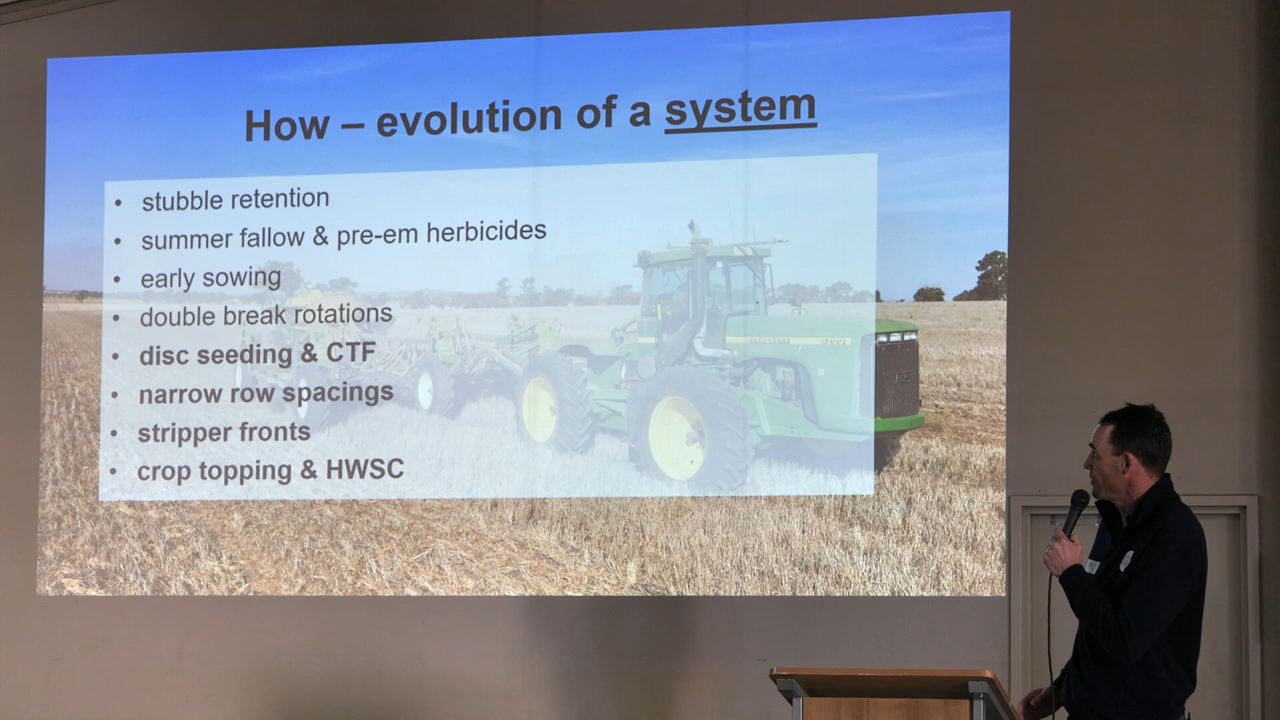 How – evolution of a system
• stubble retention
• summer fallow & pre-em herbicides
• early sowing
• double break rotations
• disc seeding & CTF
• narrow row spacings
• stripper fronts
• crop topping & HWSC